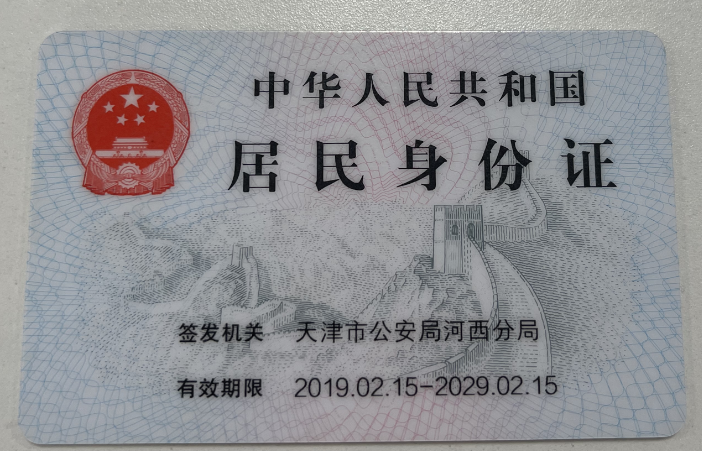 中华人民共和国
居民身份证
签发机关 天津市公安局河西分局
有效期限 2019.02.15-2029.02.15